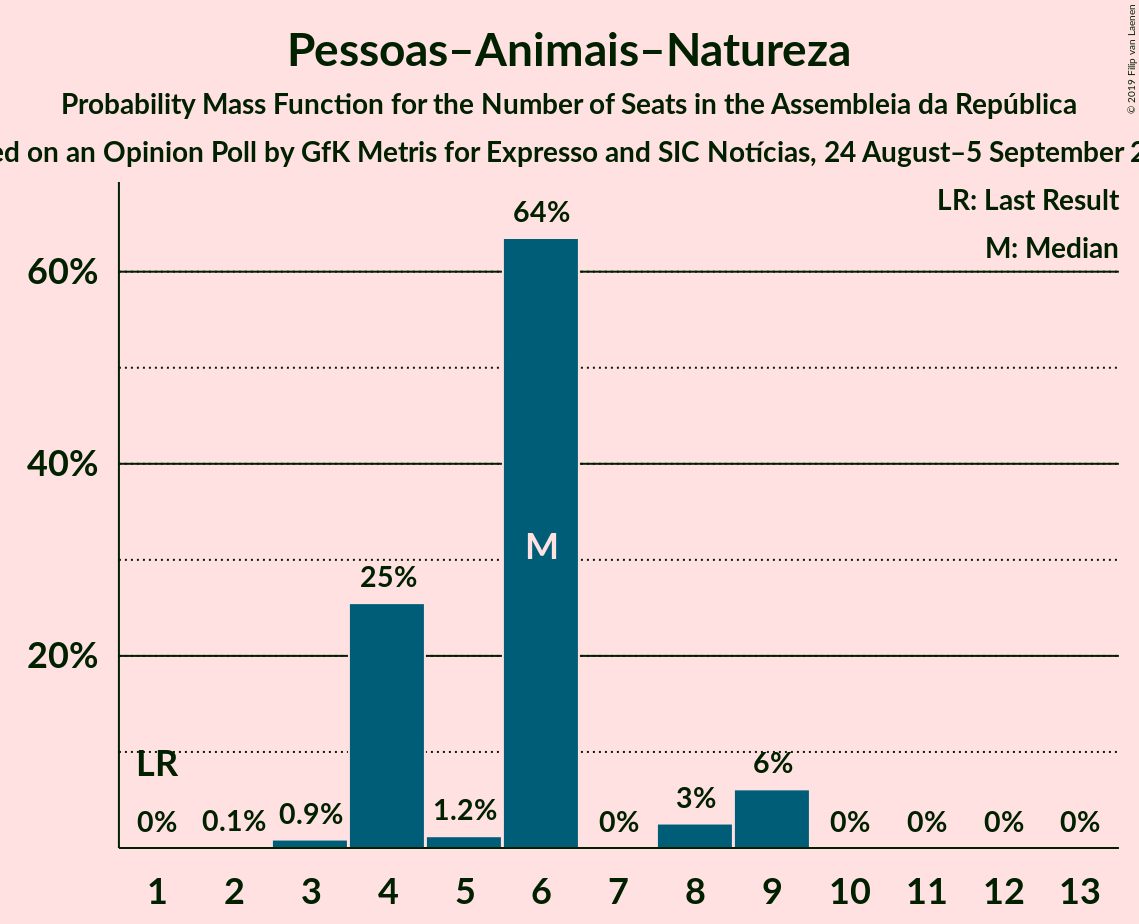 Pessoas–Animais–Natureza
Probability Mass Function for the Number of Seats in the Assembleia da República
on an Opinion Poll by GfK Metris for Expresso and SIC Notícias, 24 August–5 September
© 2019 Filip van Laenen
LR: Last Result
M: Median
64%
60%
40%
M
25%
20%
LR
6%
3%
1.2%
0.9%
0.1%
0%
0%
0%
0%
0%
0%
1 2 3 4 5 6 7 8 9 10 11 12 13